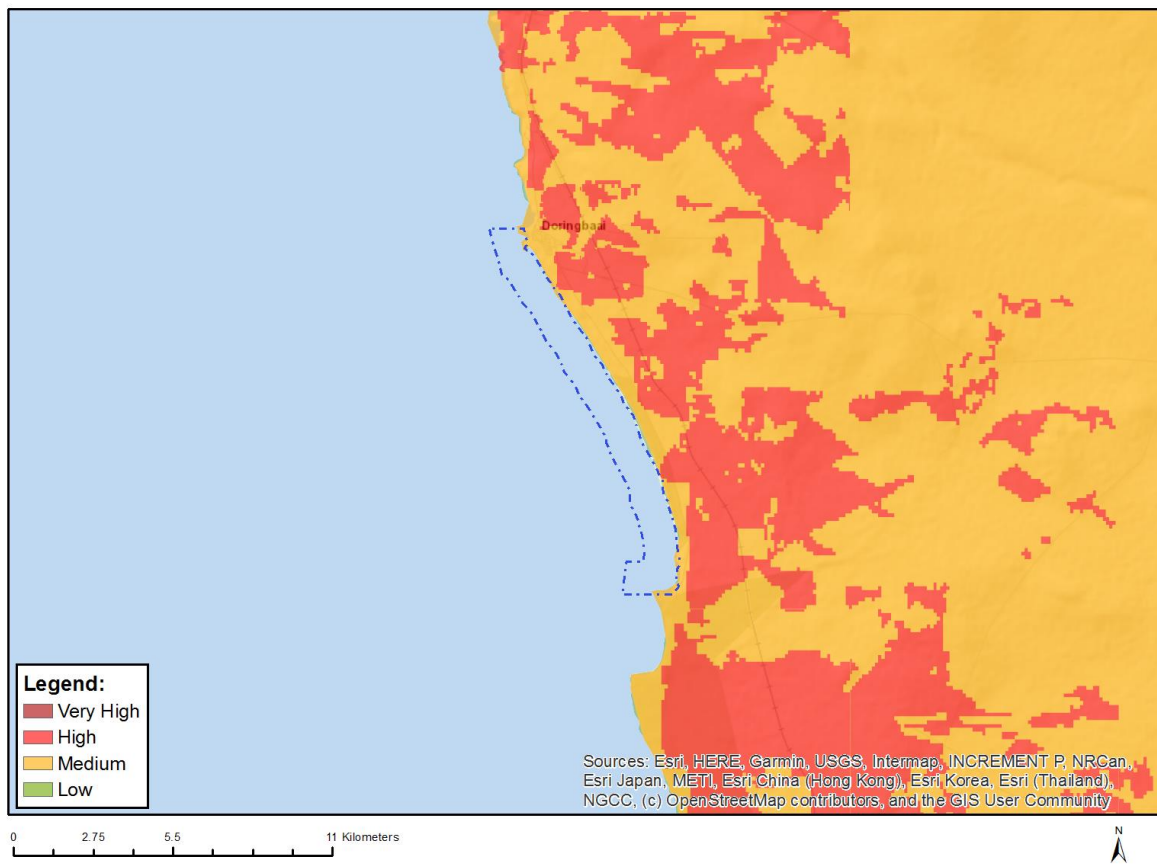 Doringbaai
Legend:
Very High
High
Medium
Low
Sources: Esri, HERE, Garmin, USGS, Intermap, INCREMENT P, NRCan,
Esri Japan, METI, Esri China (Hong Kong), Esri Korea, Esri (Thailand),
NGCC, (c) OpenStreetMap contributors, and the GIS User Community
0 2.75 5.5 11 Kilometers
N